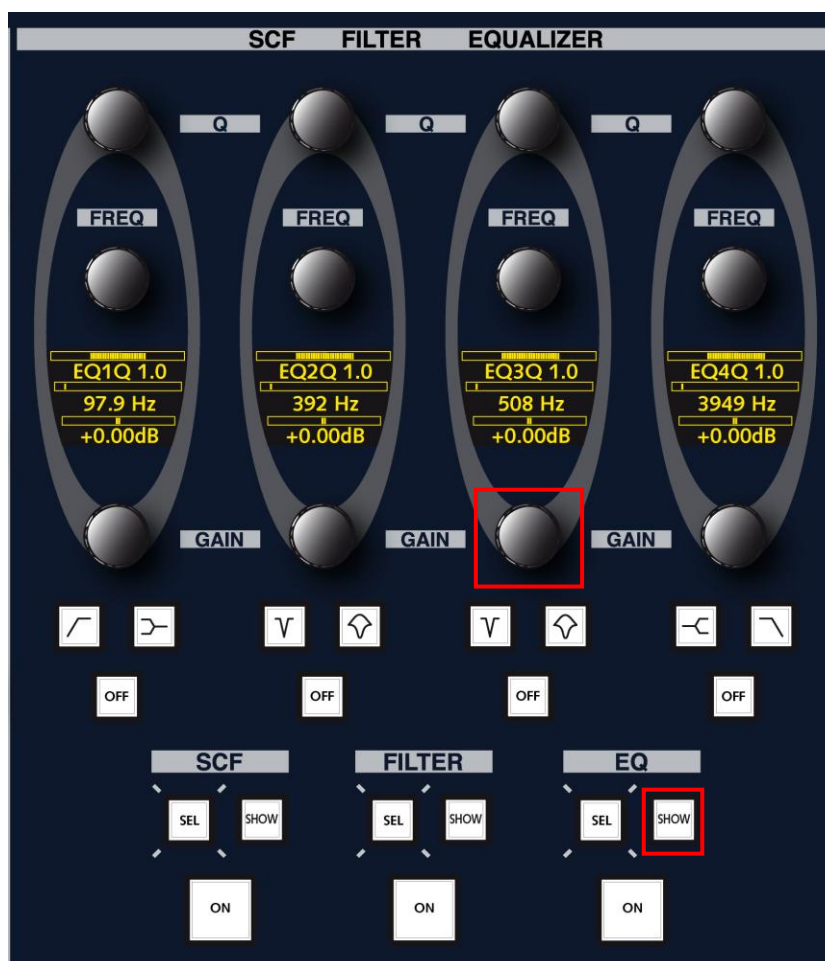 SCF FILTER EQUALIZER
Q Q Q
FREQ FREQ FREQ FREQ
EQ1Q 1.0 EQ2Q 1.0 EQ3Q 1.0 EQ4Q 1.0
97.9 Hz 392 Hz 508 Hz 3949 Hz
+0.00dB +0.00dB +0.00dB +0.00dB
GAIN GAIN GAIN
OFF OFF OFF OFF
SCF FILTER EQ
SEL SHOW SEL SHOW SEL SHOW
ON ON ON